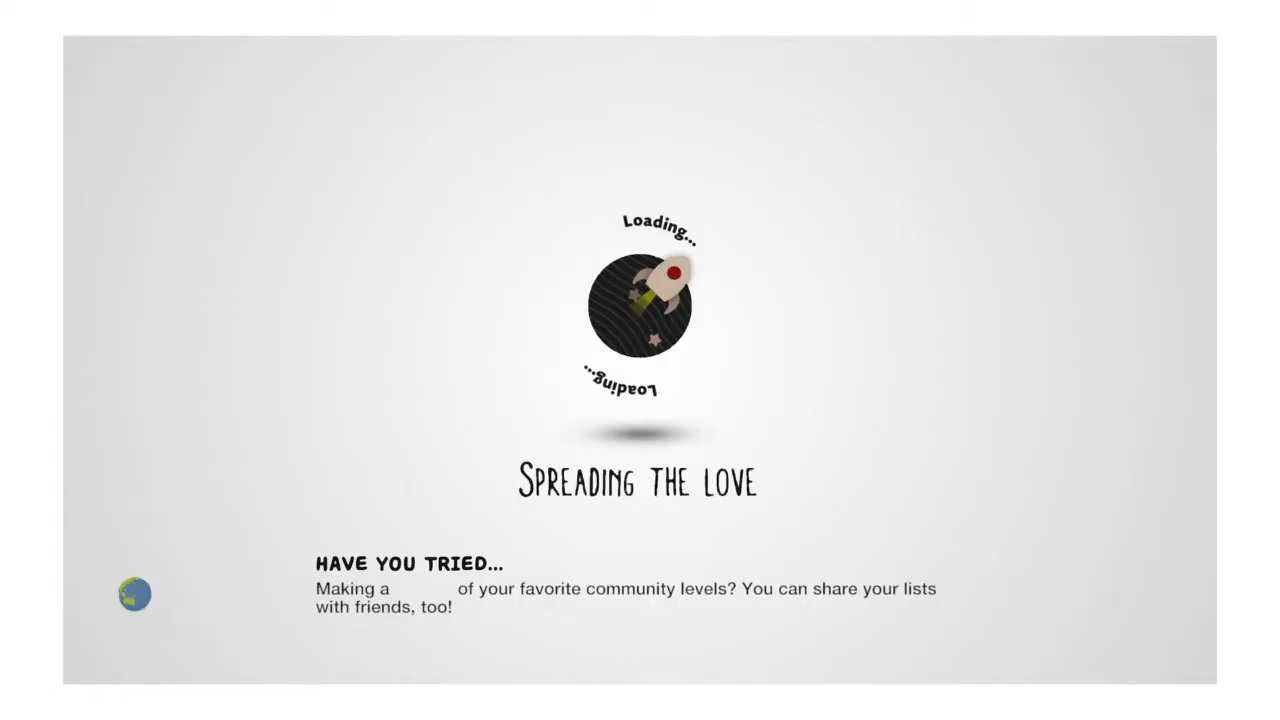 Loading...
Loading...
SPREADING THE LOVE
HAVE YOU TRIED...
Making a of your favorite community levels? You can share your lists
with friends, too!